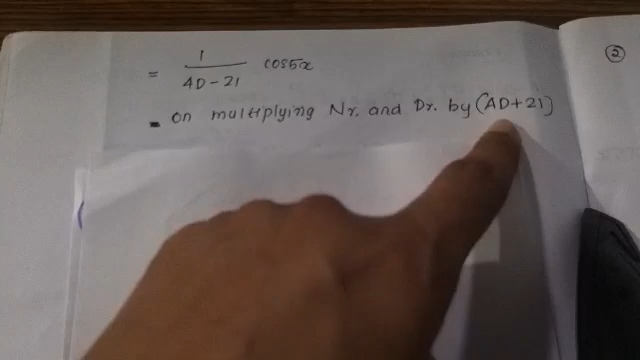 ②
= 1 / 4D-21 cos5x
on multiplying Nr. and Dr. by (4D+21)